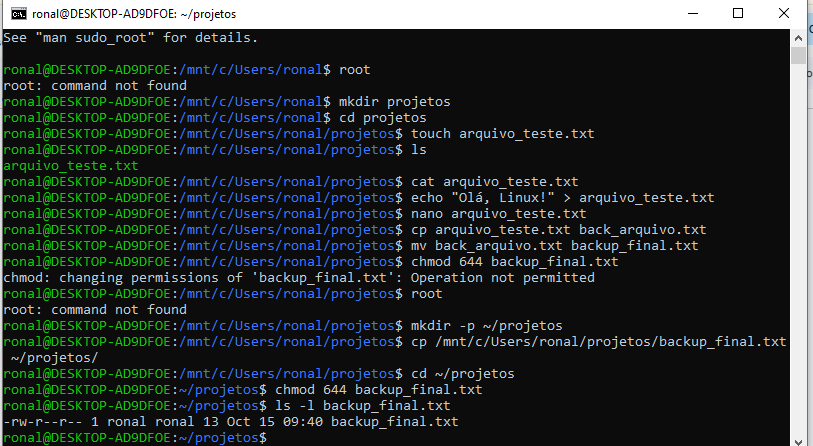 ronal@DESKTOP-AD9DFOE: ~/projetos
See "man sudo_root" for details.
ronal@DESKTOP-AD9DFOE:/mnt/c/Users/ronal$ root
root: command not found
ronal@DESKTOP-AD9DFOE:/mnt/c/Users/ronal$ mkdir projetos
ronal@DESKTOP-AD9DFOE:/mnt/c/Users/ronal$ cd projetos
ronal@DESKTOP-AD9DFOE:/mnt/c/Users/ronal/projetos$ touch arquivo_teste.txt
ronal@DESKTOP-AD9DFOE:/mnt/c/Users/ronal/projetos$ ls
arquivo_teste.txt
ronal@DESKTOP-AD9DFOE:/mnt/c/Users/ronal/projetos$ cat arquivo_teste.txt
ronal@DESKTOP-AD9DFOE:/mnt/c/Users/ronal/projetos$ echo "Olá, Linux!" > arquivo_teste.txt
ronal@DESKTOP-AD9DFOE:/mnt/c/Users/ronal/projetos$ nano arquivo_teste.txt
ronal@DESKTOP-AD9DFOE:/mnt/c/Users/ronal/projetos$ cp arquivo_teste.txt back_arquivo.txt
ronal@DESKTOP-AD9DFOE:/mnt/c/Users/ronal/projetos$ mv back_arquivo.txt backup_final.txt
ronal@DESKTOP-AD9DFOE:/mnt/c/Users/ronal/projetos$ chmod 644 backup_final.txt
chmod: changing permissions of 'backup_final.txt': Operation not permitted
ronal@DESKTOP-AD9DFOE:/mnt/c/Users/ronal/projetos$ root
root: command not found
ronal@DESKTOP-AD9DFOE:/mnt/c/Users/ronal/projetos$ mkdir -p ~/projetos
ronal@DESKTOP-AD9DFOE:/mnt/c/Users/ronal/projetos$ cp /mnt/c/Users/ronal/projetos/backup_final.txt
 ~/projetos/
ronal@DESKTOP-AD9DFOE:/mnt/c/Users/ronal/projetos$ cd ~/projetos
ronal@DESKTOP-AD9DFOE:~/projetos$ chmod 644 backup_final.txt
ronal@DESKTOP-AD9DFOE:~/projetos$ ls -l backup_final.txt
-rw-r--r-- 1 ronal ronal 13 Oct 15 09:40 backup_final.txt
ronal@DESKTOP-AD9DFOE:~/projetos$